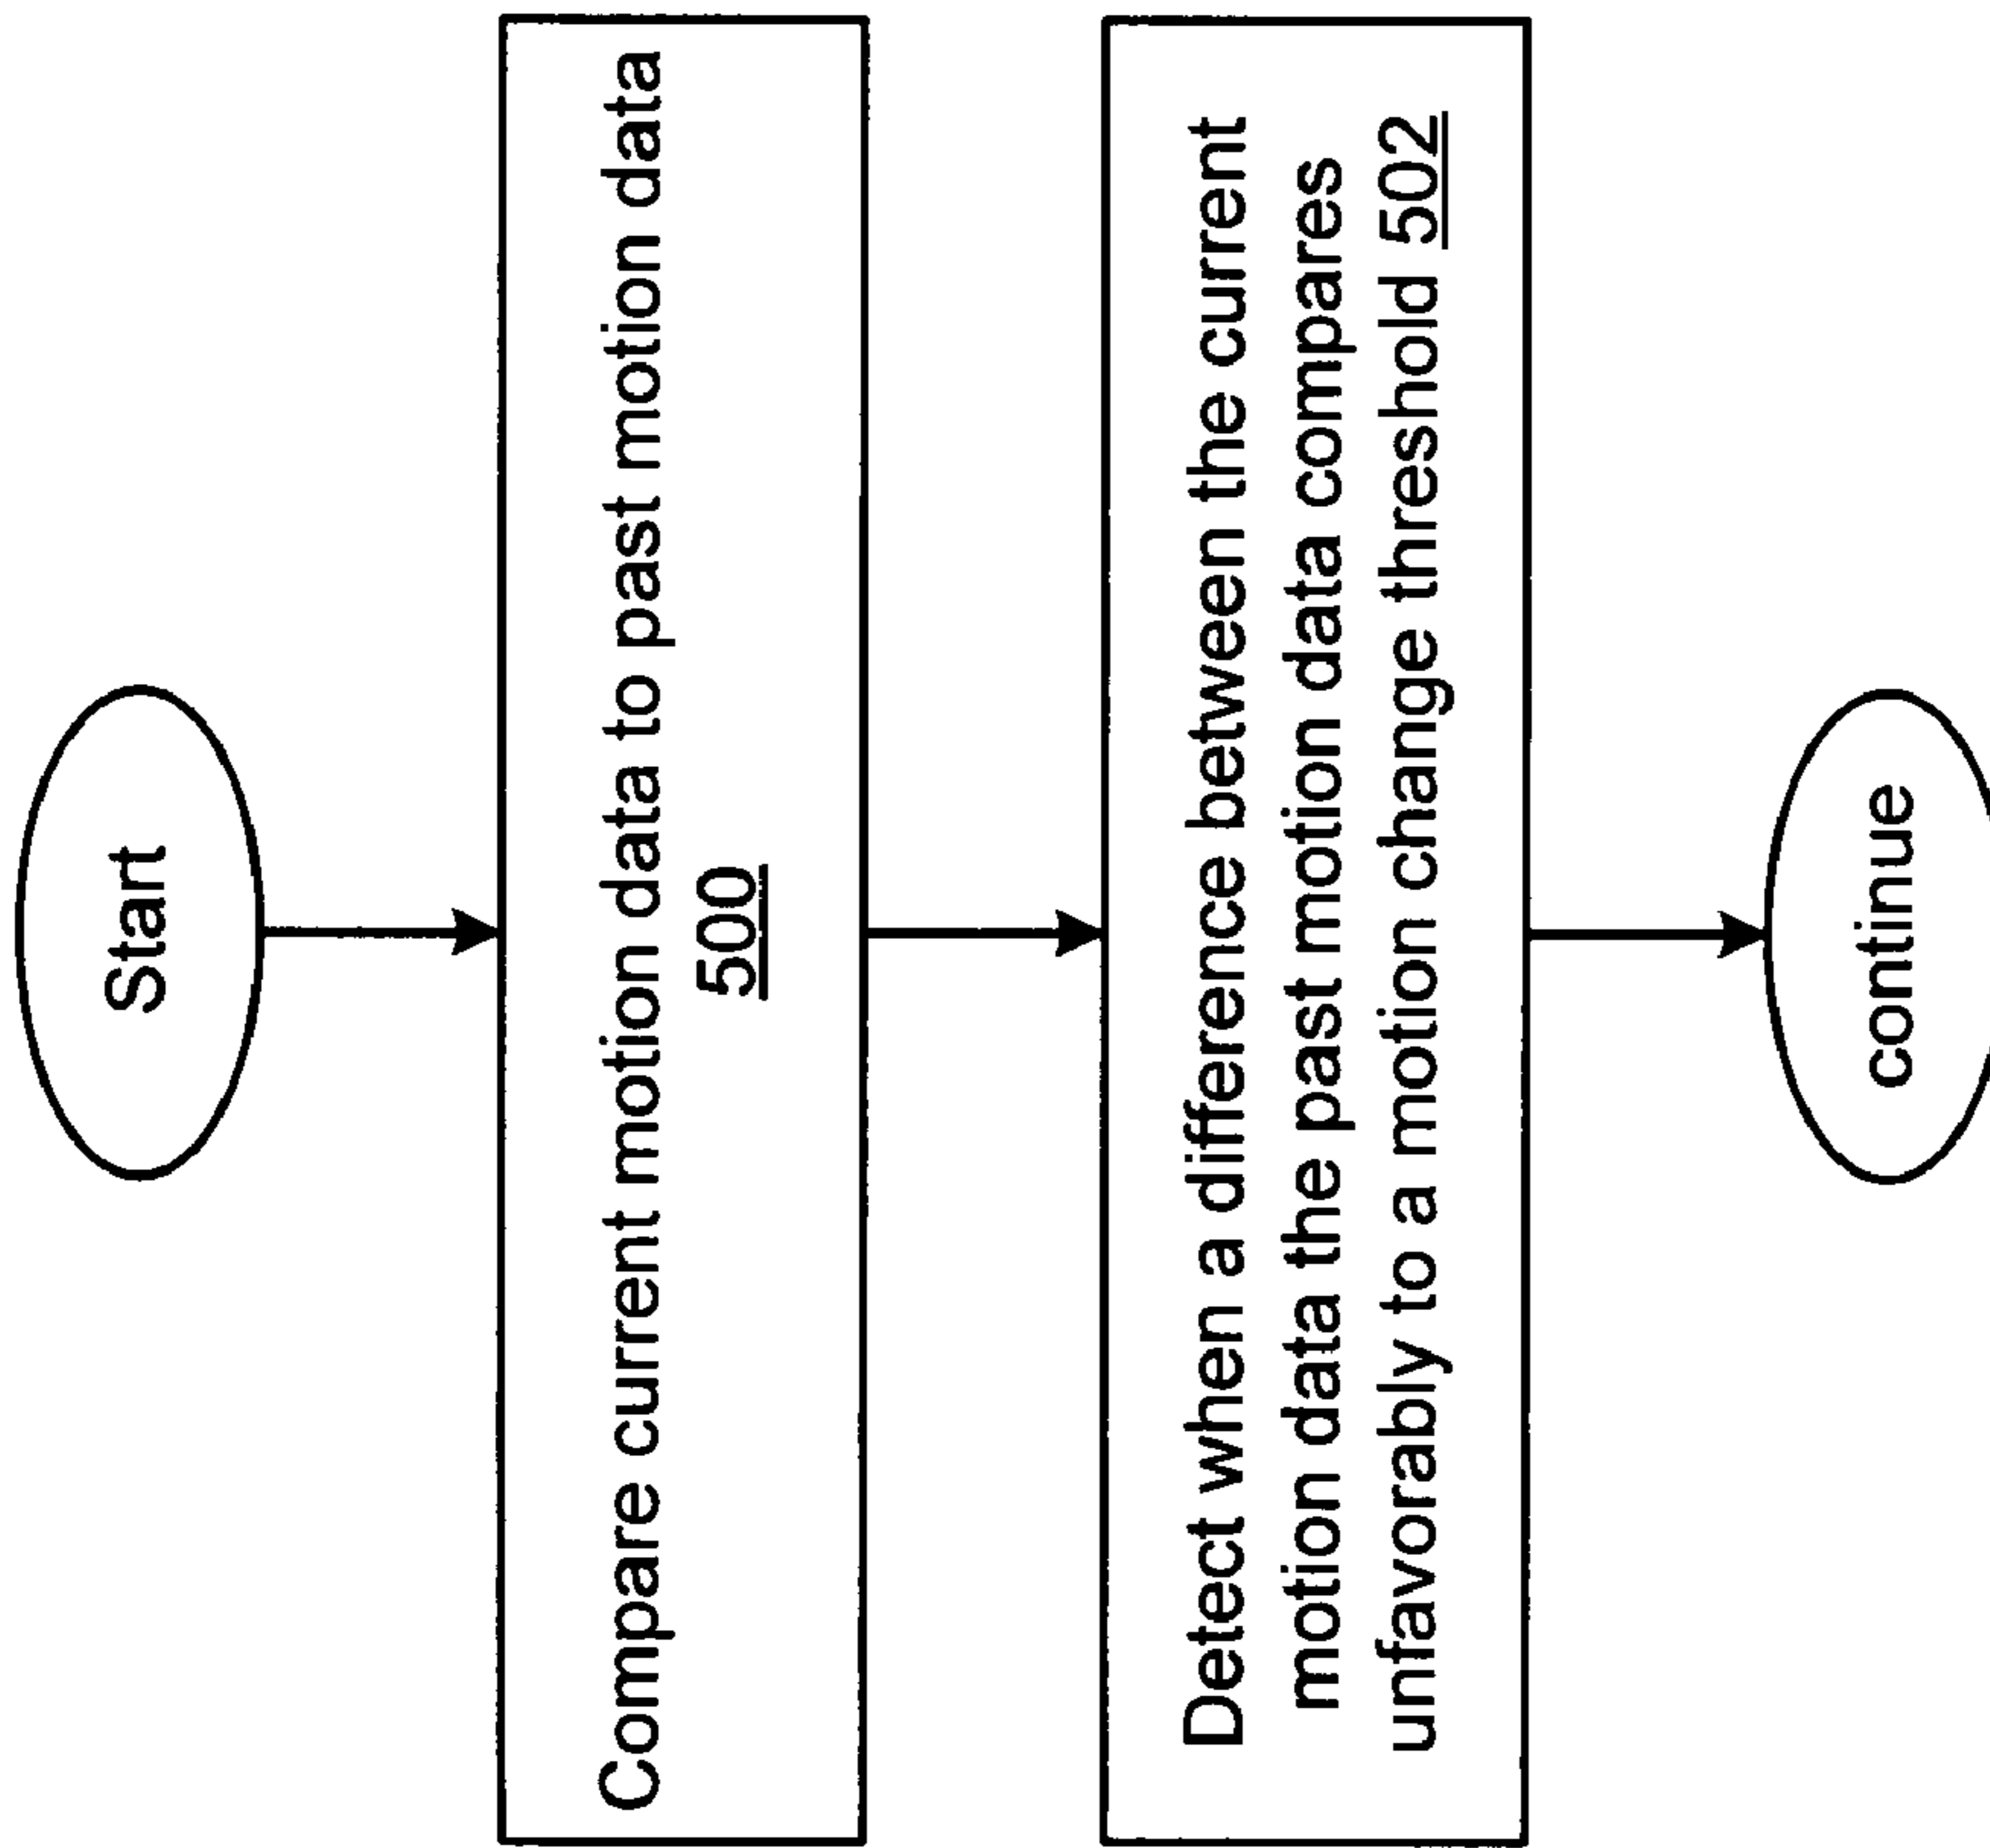 Start
Compare current motion data to past motion data
500
Detect when a difference between the current
motion data the past motion data compares
unfavorably to a motion change threshold 502
continue